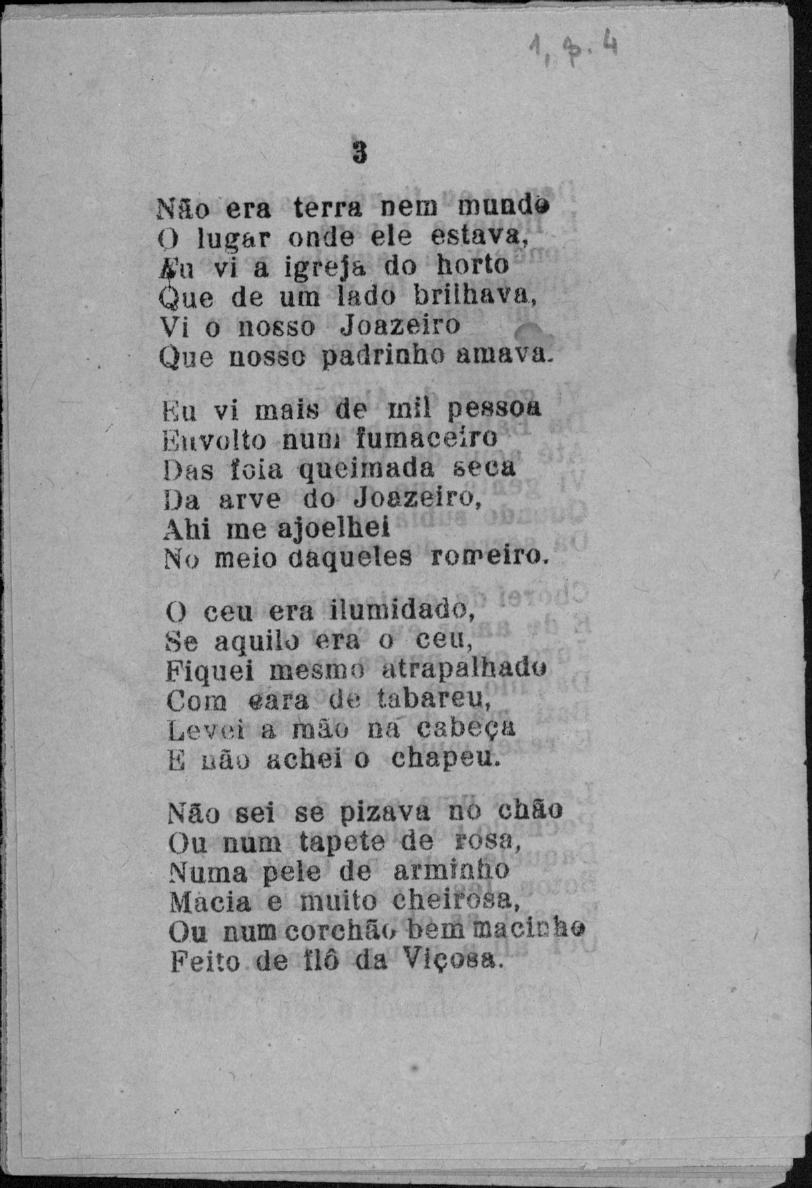 1, p. 4
3
Não era terra nem mundo
O lugar onde ele estava,
Eu vi a igreja do horto
Que de um lado brilhava,
Vi o nosso Joazeiro
Que nosso padrinho amava.
Eu vi mais de mil pessoa
Envolto num fumaceiro
Das foia queimada seca
Da arve do Joazeiro,
Ahi me ajoelhei
No meio daqueles romeiro.
O ceu era ilumidado,
Se aquilo era o ceu,
Fiquei mesmo atrapalhado
Com cara de tabareu,
Levei a mão na cabeça
E não achei o chapeu.
Não sei se pizava no chão
Ou num tapete de rosa,
Numa pele de arminho
Macia e muito cheirosa,
Ou num corchão bem macinho
Feito de flô da Viçosa.